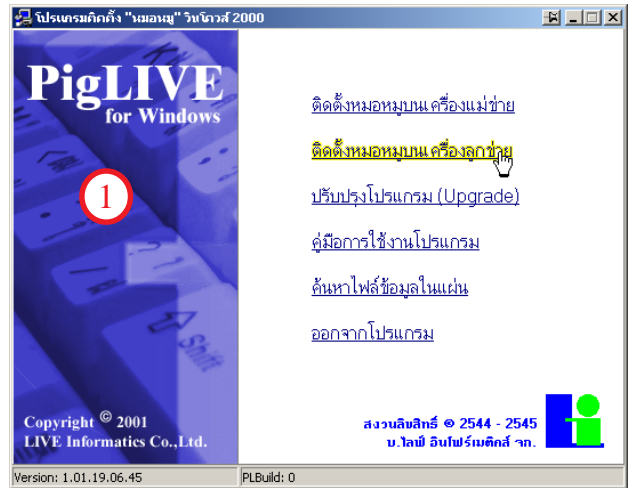 โปรแกรมติดตั้ง "หมอหมู" วินโดวส์ 2000
PigLIVE
for Windows
1
ติดตั้งหมอหมูบนเครื่องแม่ข่าย
ติดตั้งหมอหมูบนเครื่องลูกข่าย
ปรับปรุงโปรแกรม (Upgrade)
คู่มือการใช้งานโปรแกรม
ค้นหาไฟล์ข้อมูลในแผ่น
ออกจากโปรแกรม
Copyright © 2001
LIVE Informatics Co.,Ltd.
สงวนลิขสิทธิ์ © 2544 - 2545
บ.ไลฟ์ อินโฟร์เมติกส์ จก.
Version: 1.01.19.06.45
PLBuild: 0